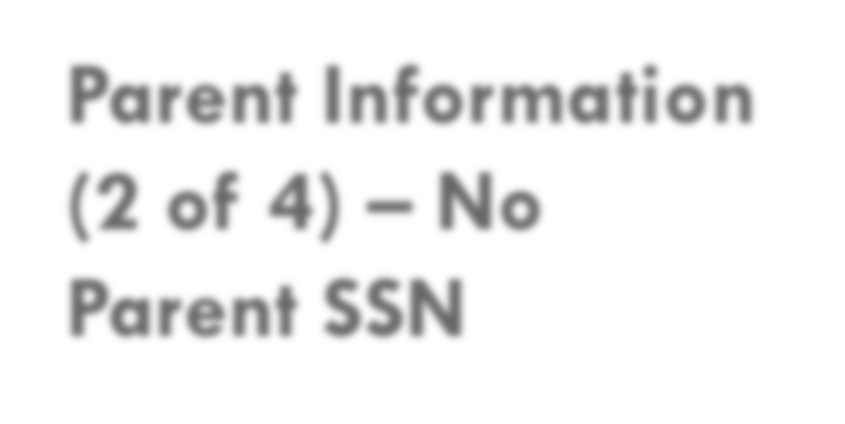 Parent Information
(2 of 4) – No
Parent SSN